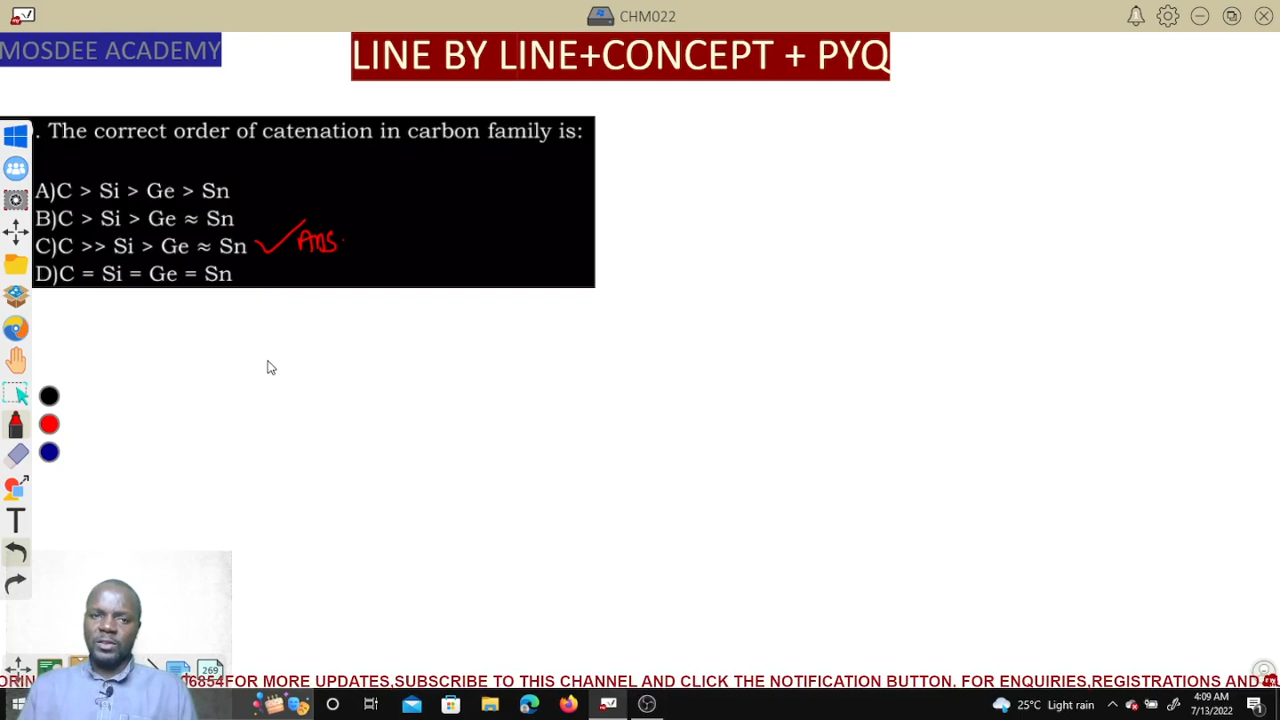 CHM022
MOSDEE ACADEMY
LINE BY LINE+CONCEPT + PYQ
. The correct order of catenation in carbon family is:
A)C > Si > Ge > Sn
B)C > Si > Ge ≈ Sn
C)C >> Si > Ge ≈ Sn
Ans
D)C = Si = Ge = Sn
T
269
6854FOR MORE UPDATES,SUBSCRIBE TO THIS CHANNEL AND CLICK THE NOTIFICATION BUTTON. FOR ENQUIRIES,REGISTRATIONS AND
25°C Light rain
4:09 AM
7/13/2022